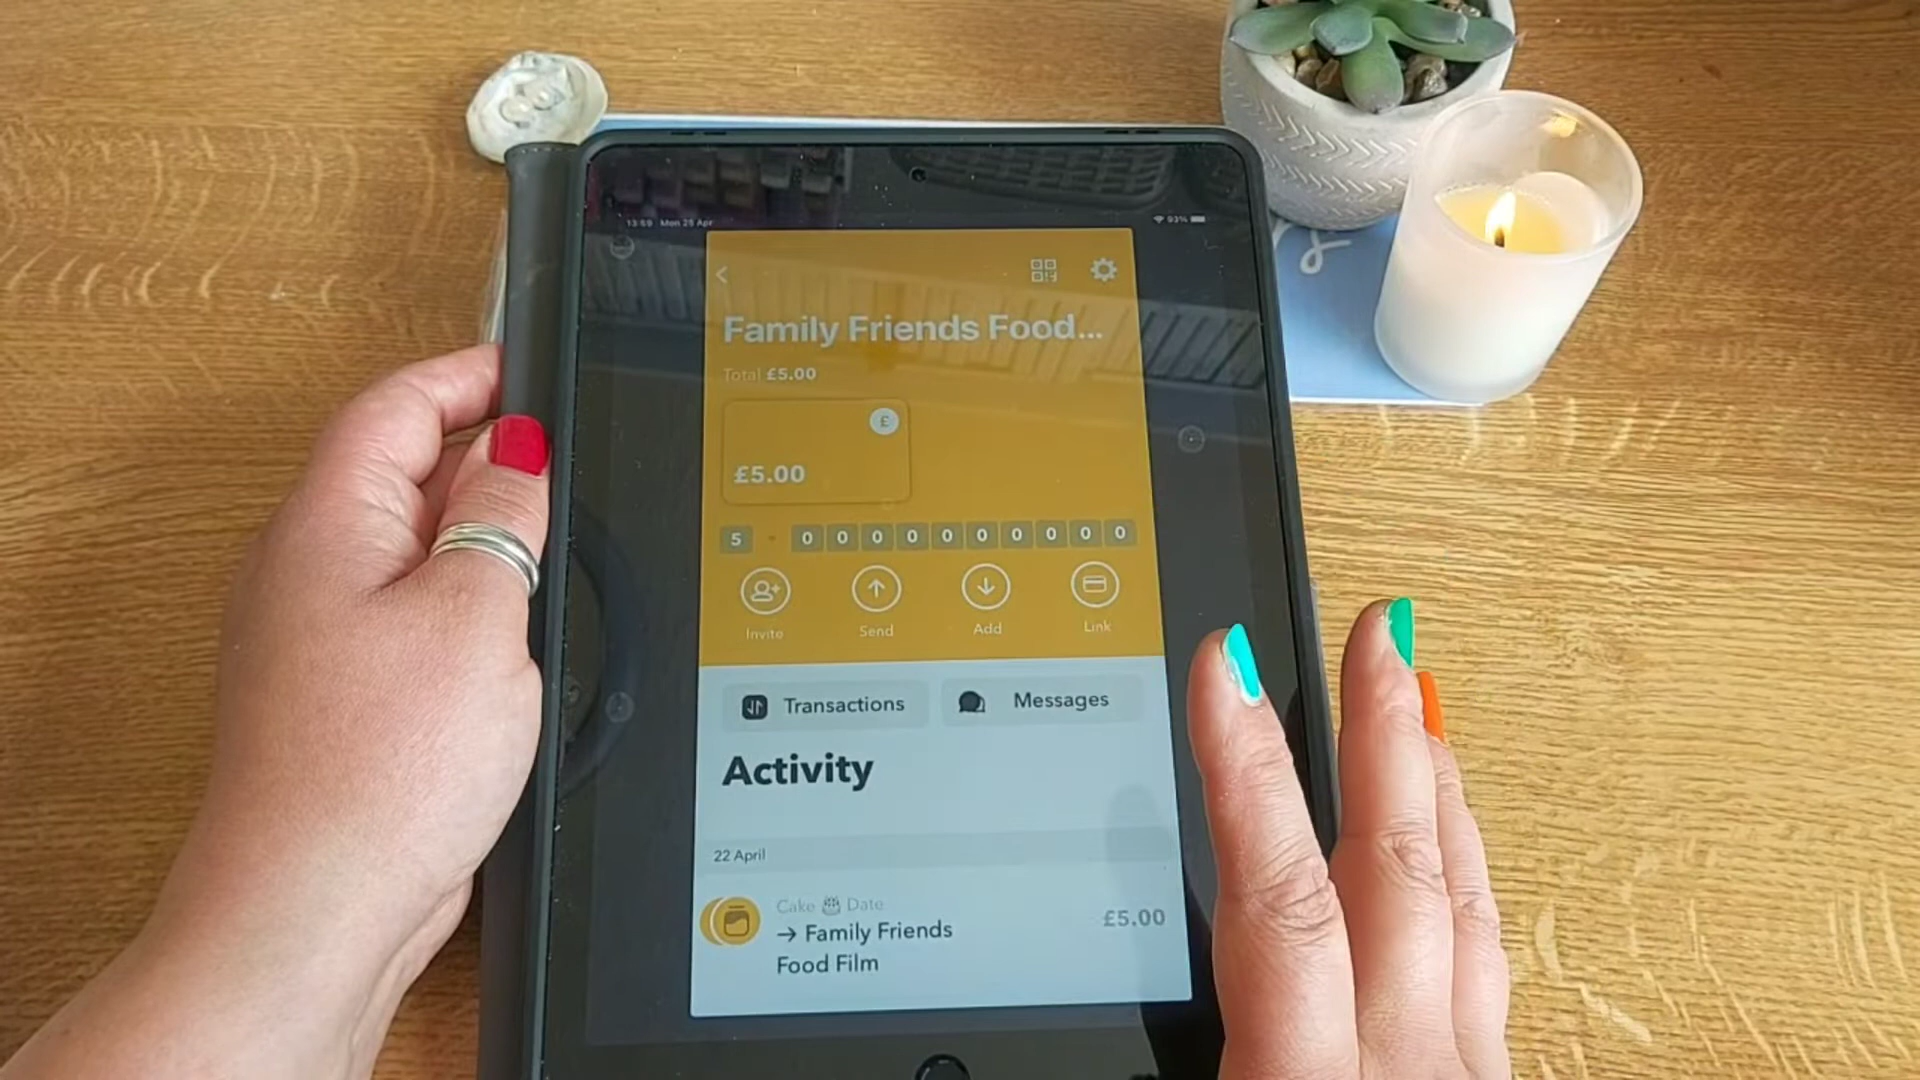 13:59 Mon 25 Apr
93%
Family Friends Food...
Total £5.00
£
£5.00
5 - 0 0 0 0 0 0 0 0 0 0
Invite Send Add Link
Transactions Messages
Activity
22 April
Cake 🎂 Date
→ Family Friends £5.00
Food Film